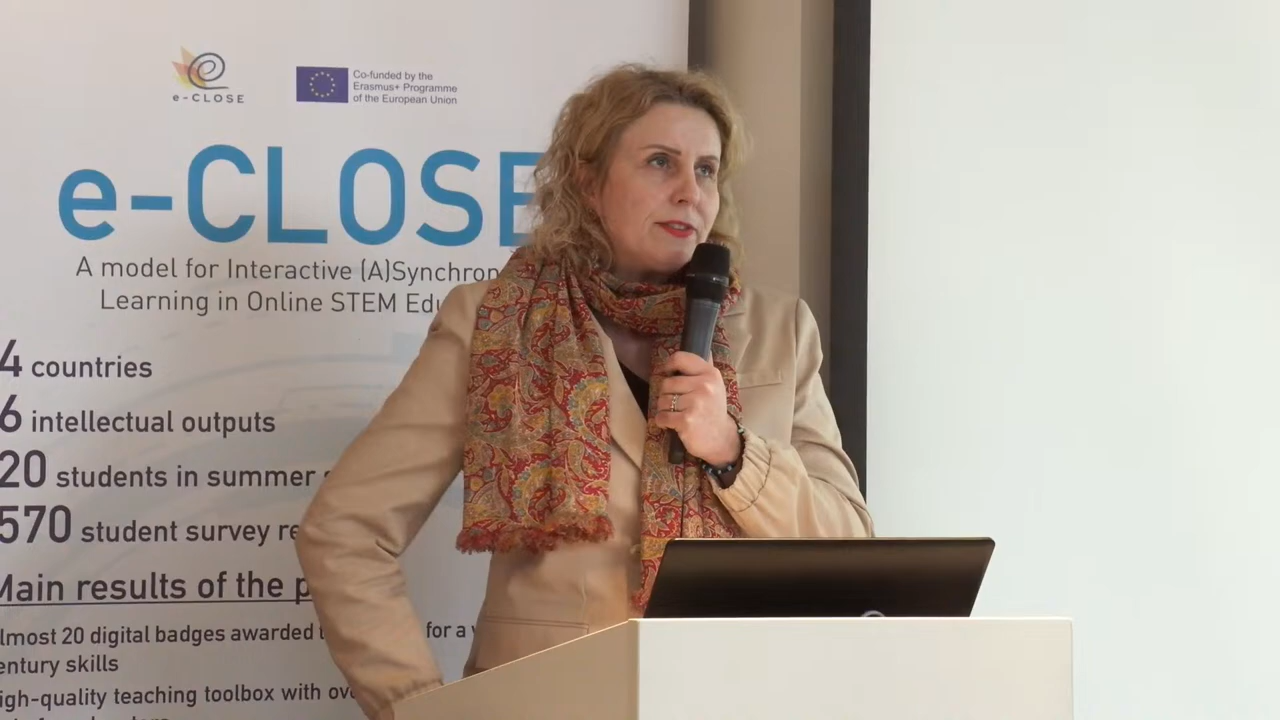 e-CLOSE
Co-funded by the
Erasmus+ Programme
of the European Union
e-CLOSE
A model for Interactive (A)Synchron
Learning in Online STEM Edu
4 countries
6 intellectual outputs
20 students in summer
570 student survey re
Main results of the p
lmost 20 digital badges awarded for a
entury skills
igh-quality teaching toolbox with ov